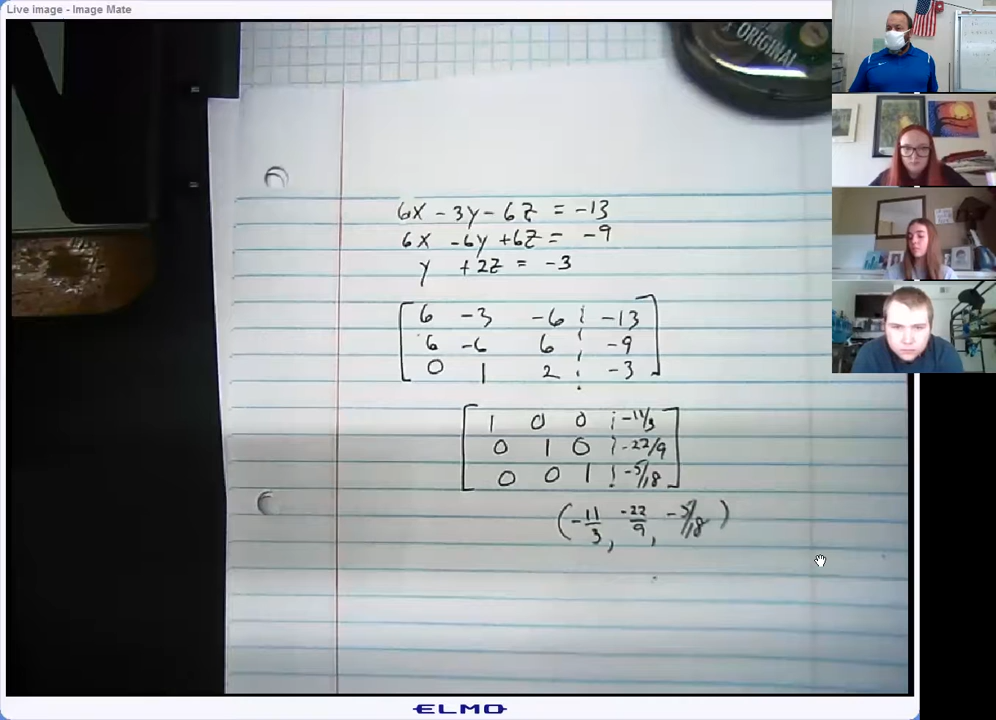 Live image - Image Mate
ORIGINAL
6x - 3y - 6z = -13
6x - 6y + 6z = -9
y + 2z = -3
6 -3 -6 ¦ -13
6 -6 6 ¦ -9
0 1 2 ¦ -3
1 0 0 ¦ -11/3
0 1 0 ¦ -22/9
0 0 1 ¦ -5/18
(-11/3, -22/9, -5/18)
ELMO